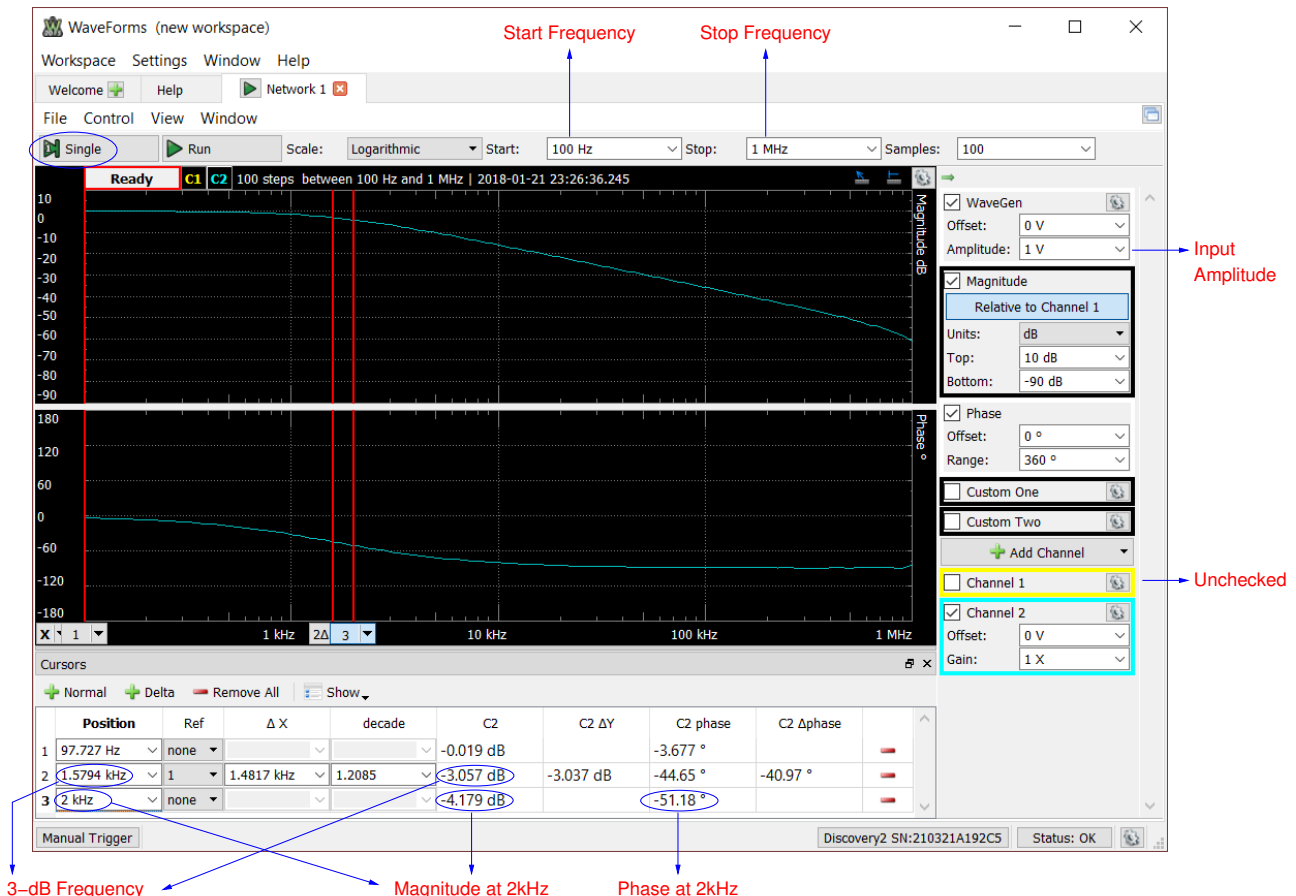 WaveForms (new workspace)
Start Frequency
Stop Frequency
Workspace Settings Window Help
Welcome Help Network 1
File Control View Window
Single Run Scale: Logarithmic Start: 100 Hz Stop: 1 MHz Samples: 100
Ready C1 C2 100 steps between 100 Hz and 1 MHz | 2018-01-21 23:26:36.245
10
0
-10
-20
-30
-40
-50
-60
-70
-80
-90
Magnitude dB
180
120
60
0
-60
-120
-180
Phase °
X 1 1 kHz 2Δ 3 10 kHz 100 kHz 1 MHz
WaveGen
Offset: 0 V
Amplitude: 1 V
Input
Amplitude
Magnitude
Relative to Channel 1
Units: dB
Top: 10 dB
Bottom: -90 dB
Phase
Offset: 0 °
Range: 360 °
Custom One
Custom Two
Add Channel
Channel 1
Unchecked
Channel 2
Offset: 0 V
Gain: 1 X
Cursors
Normal Delta Remove All Show
Position Ref Δ X decade C2 C2 ΔY C2 phase C2 Δphase
1 97.727 Hz none -0.019 dB -3.677 °
2 1.5794 kHz 1 1.4817 kHz 1.2085 -3.057 dB -3.037 dB -44.65 ° -40.97 °
3 2 kHz none -4.179 dB -51.18 °
Manual Trigger Discovery2 SN:210321A192C5 Status: OK
3-dB Frequency
Magnitude at 2kHz
Phase at 2kHz